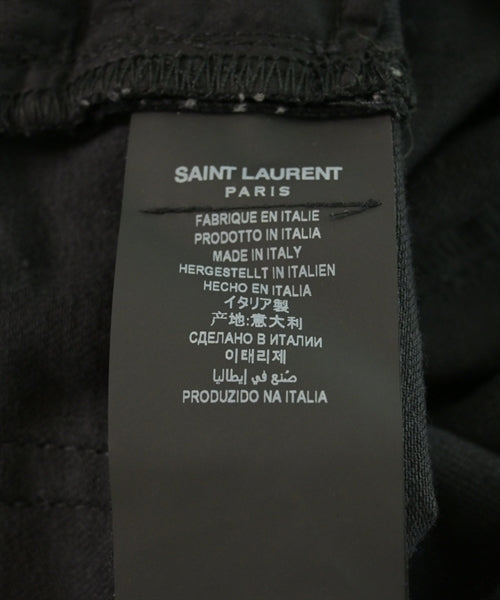 SAINT LAURENT
PARIS
FABRIQUE EN ITALIE
PRODOTTO IN ITALIA
MADE IN ITALY
HERGESTELLT IN ITALIEN
HECHO EN ITALIA
イタリア製
产地:意大利
СДЕЛАНО В ИТАЛИИ
이태리제
صُنع في إيطاليا
PRODUZIDO NA ITALIA